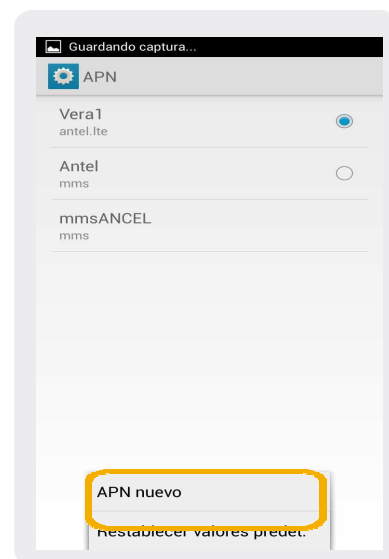 Guardando captura...
APN
Vera1
antel.lte
Antel
mms
mmsANCEL
mms
APN nuevo
Restablecer valores predet.